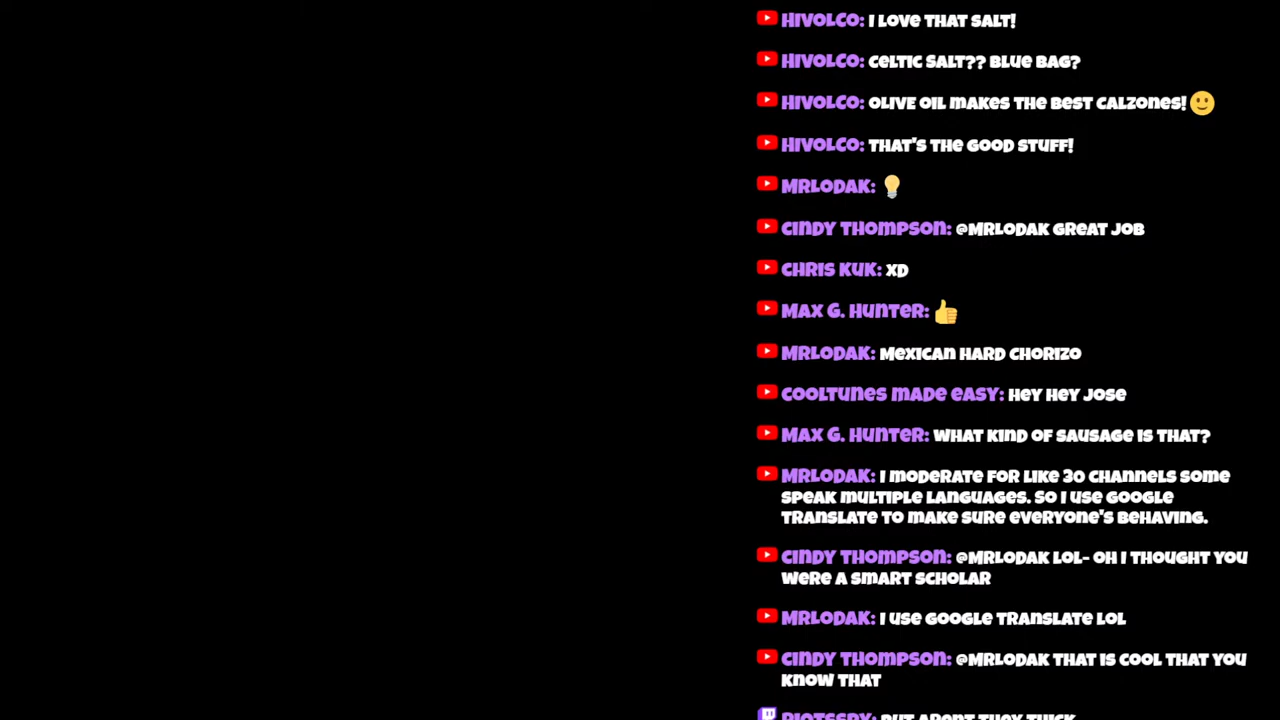 HIVOLCO: I LOVE THAT SALT!
HIVOLCO: CELTIC SALT?? BLUE BAG?
HIVOLCO: OLIVE OIL MAKES THE BEST CALZONES! 🙂
HIVOLCO: THAT'S THE GOOD STUFF!
MRLODAK: 💡
CINDY THOMPSON: @MRLODAK GREAT JOB
CHRIS KUK: XD
MAX G. HUNTER: 👍
MRLODAK: MEXICAN HARD CHORIZO
COOLTUNES MADE EASY: HEY HEY JOSE
MAX G. HUNTER: WHAT KIND OF SAUSAGE IS THAT?
MRLODAK: I MODERATE FOR LIKE 30 CHANNELS SOME
SPEAK MULTIPLE LANGUAGES. SO I USE GOOGLE
TRANSLATE TO MAKE SURE EVERYONE'S BEHAVING.
CINDY THOMPSON: @MRLODAK LOL- OH I THOUGHT YOU
WERE A SMART SCHOLAR
MRLODAK: I USE GOOGLE TRANSLATE LOL
CINDY THOMPSON: @MRLODAK THAT IS COOL THAT YOU
KNOW THAT
BUT ARENT THEY THICK